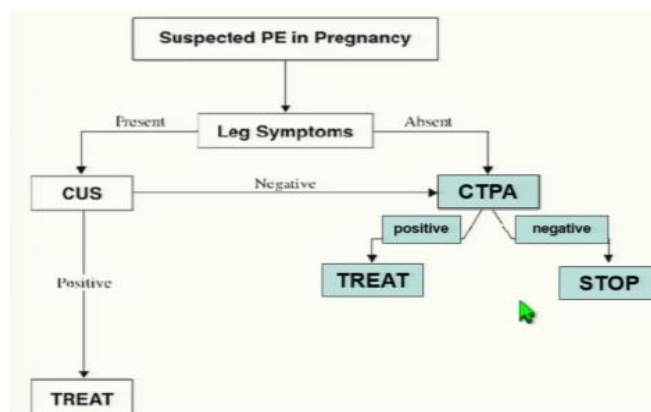 Suspected PE in Pregnancy
Present
Leg Symptoms
Absent
CUS
Negative
CTPA
positive
negative
Positive
TREAT
STOP
TREAT